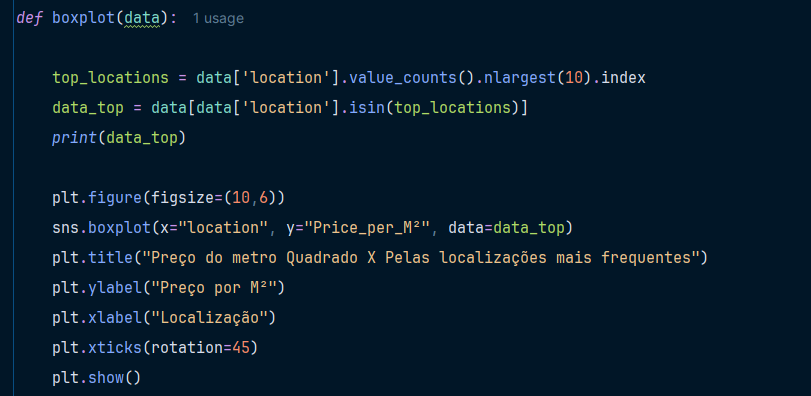 def boxplot(data):  1 usage
top_locations = data['location'].value_counts().nlargest(10).index
data_top = data[data['location'].isin(top_locations)]
print(data_top)
plt.figure(figsize=(10,6))
sns.boxplot(x="location", y="Price_per_M²", data=data_top)
plt.title("Preço do metro Quadrado X Pelas localizações mais frequentes")
plt.ylabel("Preço por M²")
plt.xlabel("Localização")
plt.xticks(rotation=45)
plt.show()